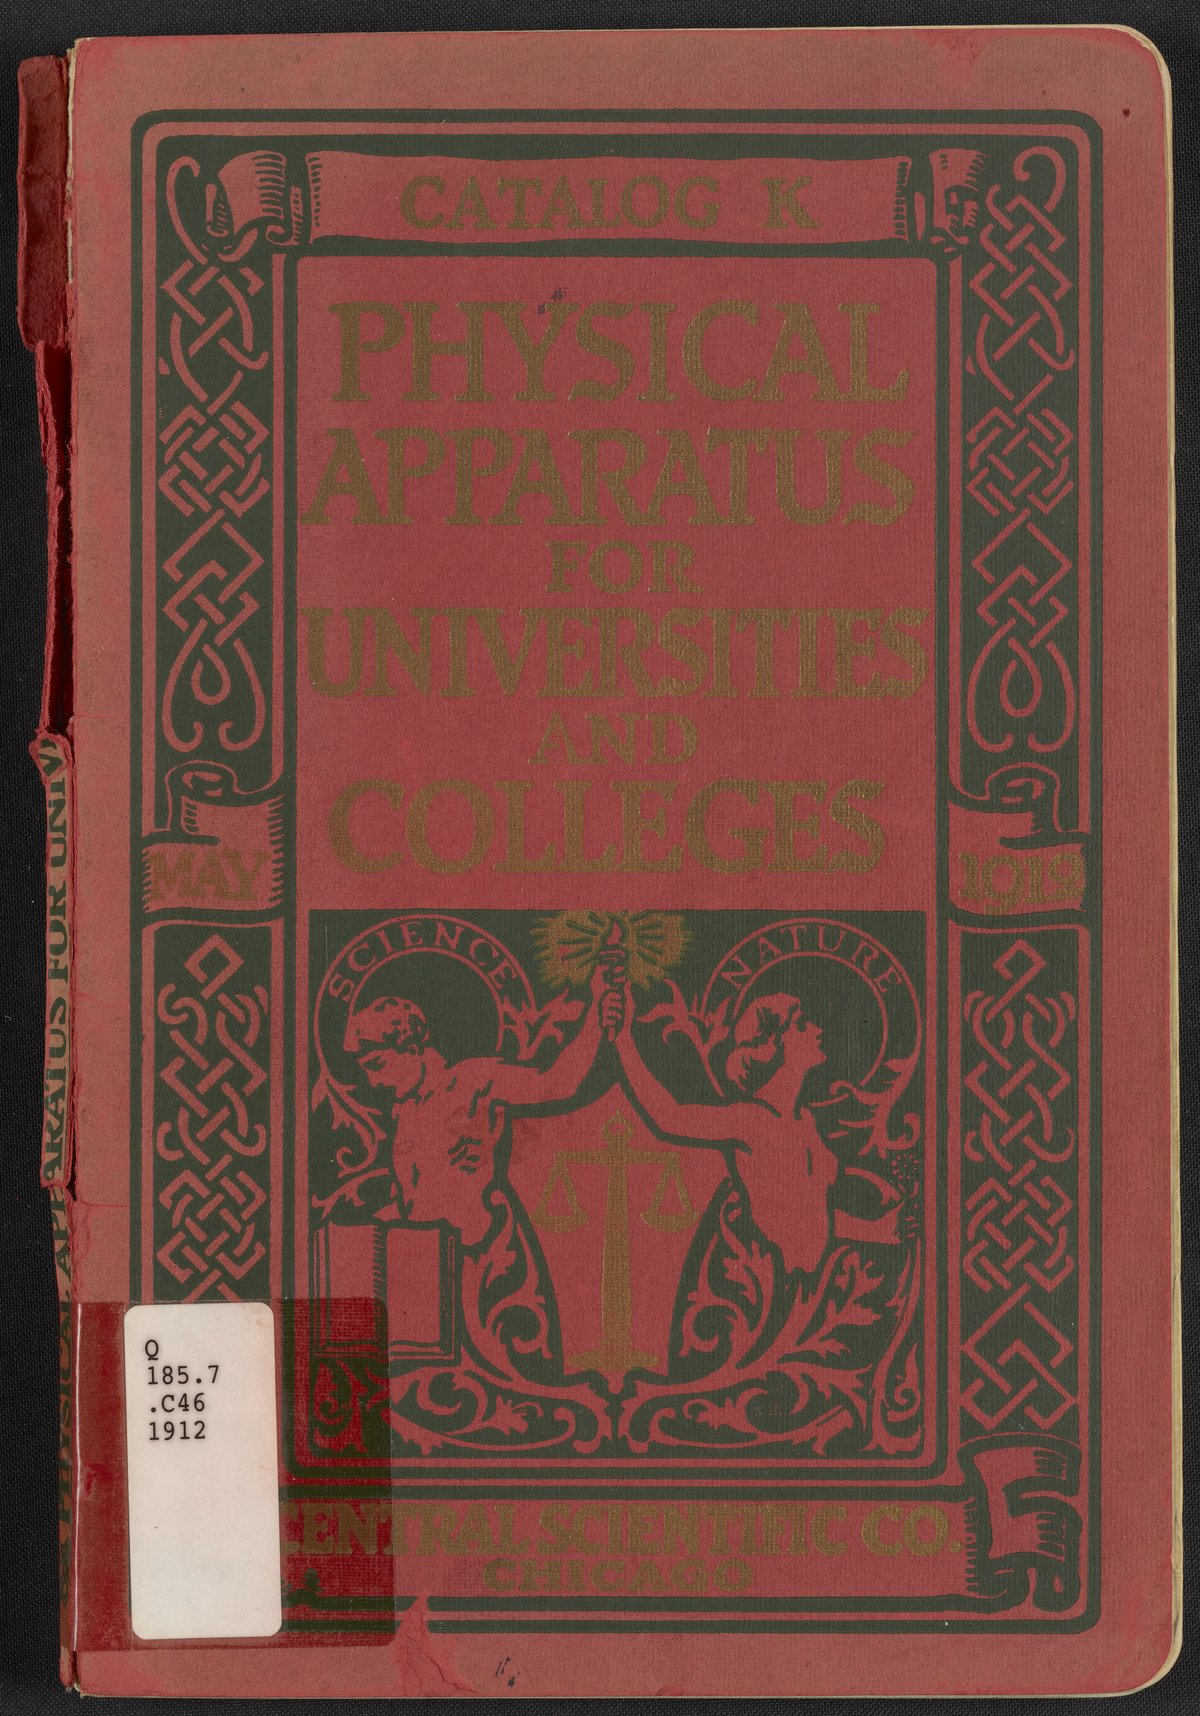 CATALOG K
PHYSICAL
APPARATUS
FOR
UNIVERSITIES
AND
COLLEGES
MAY 1912
SCIENCE NATURE
CENTRAL SCIENTIFIC CO.
CHICAGO
Q
185.7
.C46
1912
PHYSICAL APPARATUS FOR UNIV